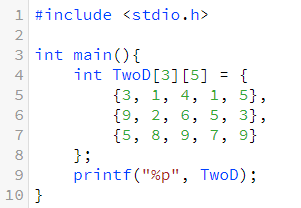 1 #include <stdio.h>
2
3 int main(){
4     int TwoD[3][5] = {
5         {3, 1, 4, 1, 5},
6         {9, 2, 6, 5, 3},
7         {5, 8, 9, 7, 9}
8     };
9     printf("%p", TwoD);
10 }